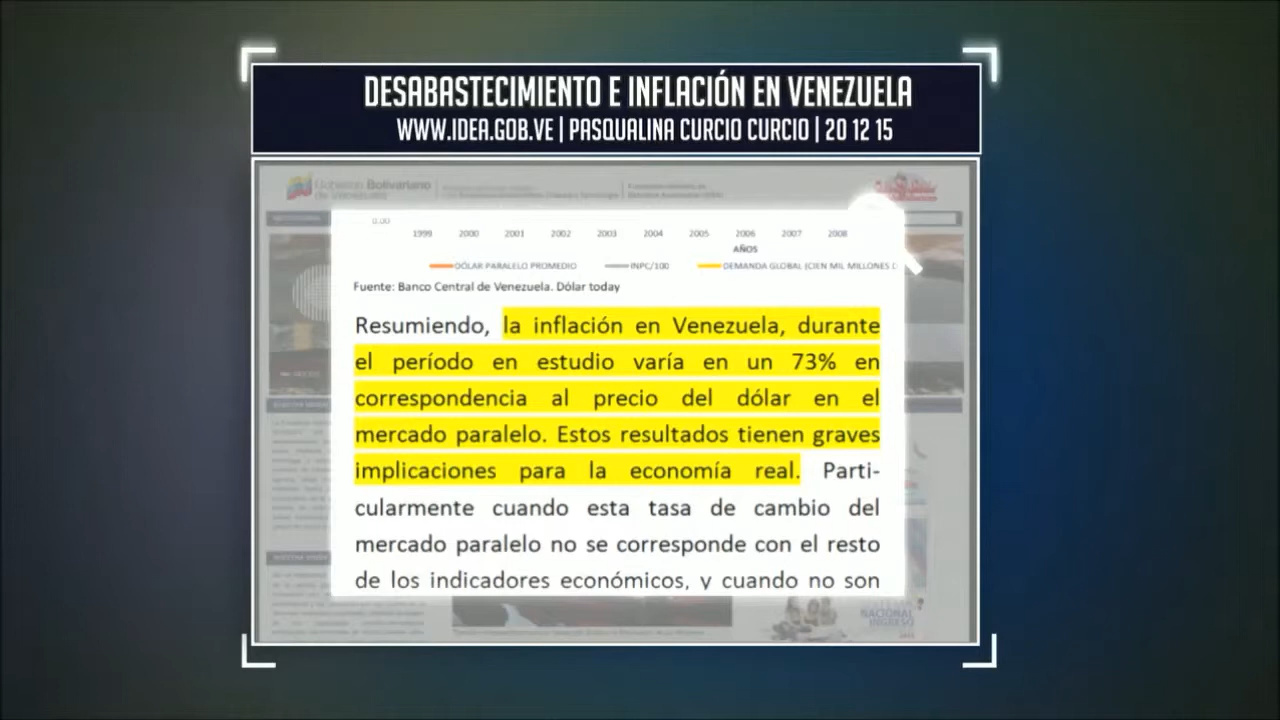 DESABASTECIMIENTO E INFLACIÓN EN VENEZUELA
WWW.IDEA.GOB.VE | PASQUALINA CURCIO CURCIO | 20 12 15
Gobierno Bolivariano
0.00
1999 2000 2001 2002 2003 2004 2005 2006 2007 2008
AÑOS
DÓLAR PARALELO PROMEDIO INPC/100 DEMANDA GLOBAL (CIEN MIL MILLONES D
Fuente: Banco Central de Venezuela. Dólar today
Resumiendo, la inflación en Venezuela, durante
el período en estudio varía en un 73% en
correspondencia al precio del dólar en el
mercado paralelo. Estos resultados tienen graves
implicaciones para la economía real. Parti-
cularmente cuando esta tasa de cambio del
mercado paralelo no se corresponde con el resto
de los indicadores económicos, y cuando no son
NACIONAL
INGRESO